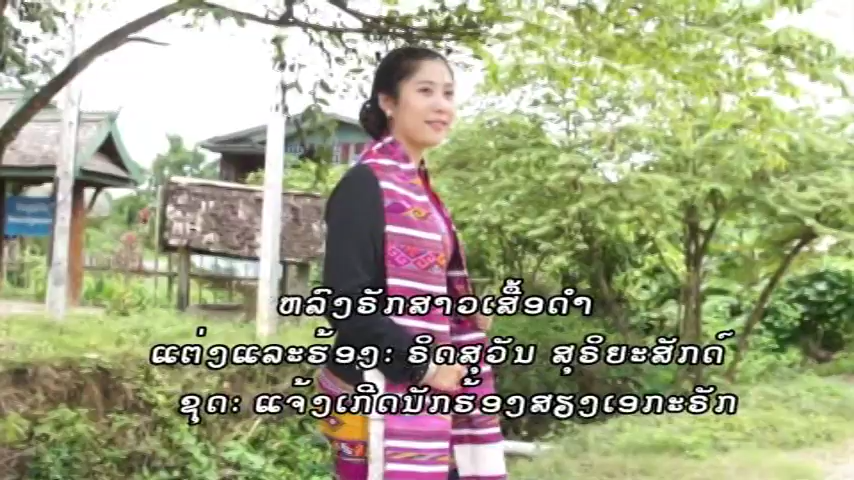 ຫລົງຮັກສາວເສື້ອດຳ
ແຕ່ງແລະຮ້ອງ: ຣິດສຸວັນ ສຸຣິຍະສັກດ໌
ຊຸດ: ແຈ້ງເກີດນັກຮ້ອງສຽງເອກະຣັກ